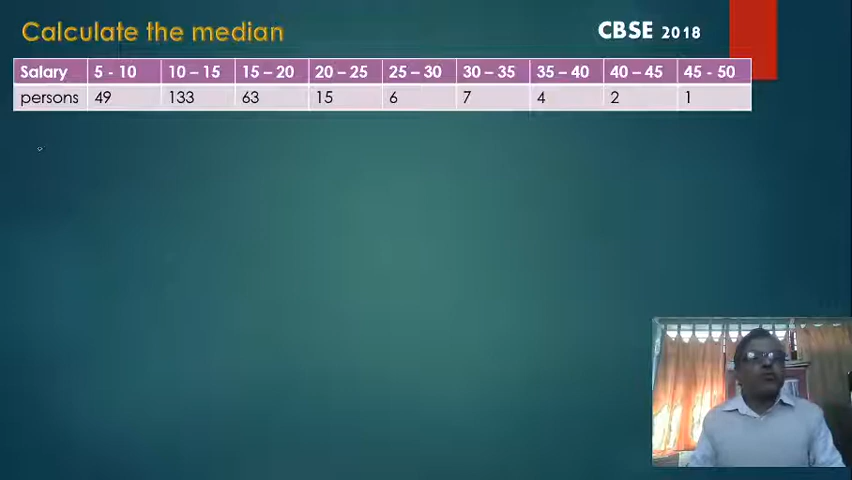 Calculate the median
CBSE 2018
Salary 5 - 10 10 – 15 15 – 20 20 – 25 25 – 30 30 – 35 35 – 40 40 – 45 45 - 50
persons 49 133 63 15 6 7 4 2 1